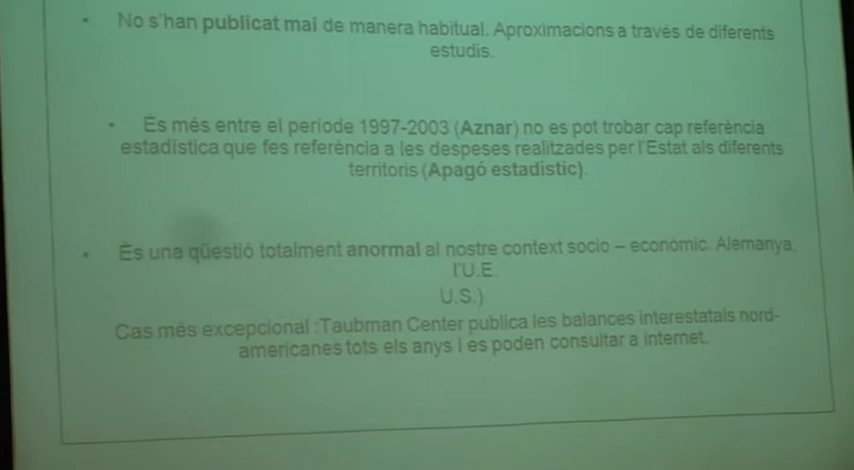 • No s'han publicat mai de manera habitual. Aproximacions a través de diferents
estudis.
• És més entre el període 1997-2003 (Aznar) no es pot trobar cap referència
estadística que fes referència a les despeses realitzades per l'Estat als diferents
territoris (Apagó estadístic).
• És una qüestió totalment anormal al nostre context socio – econòmic. Alemanya,
l'U.E.
U.S.)
Cas més excepcional :Taubman Center publica les balances interestatals nord-
americanes tots els anys i es poden consultar a internet.